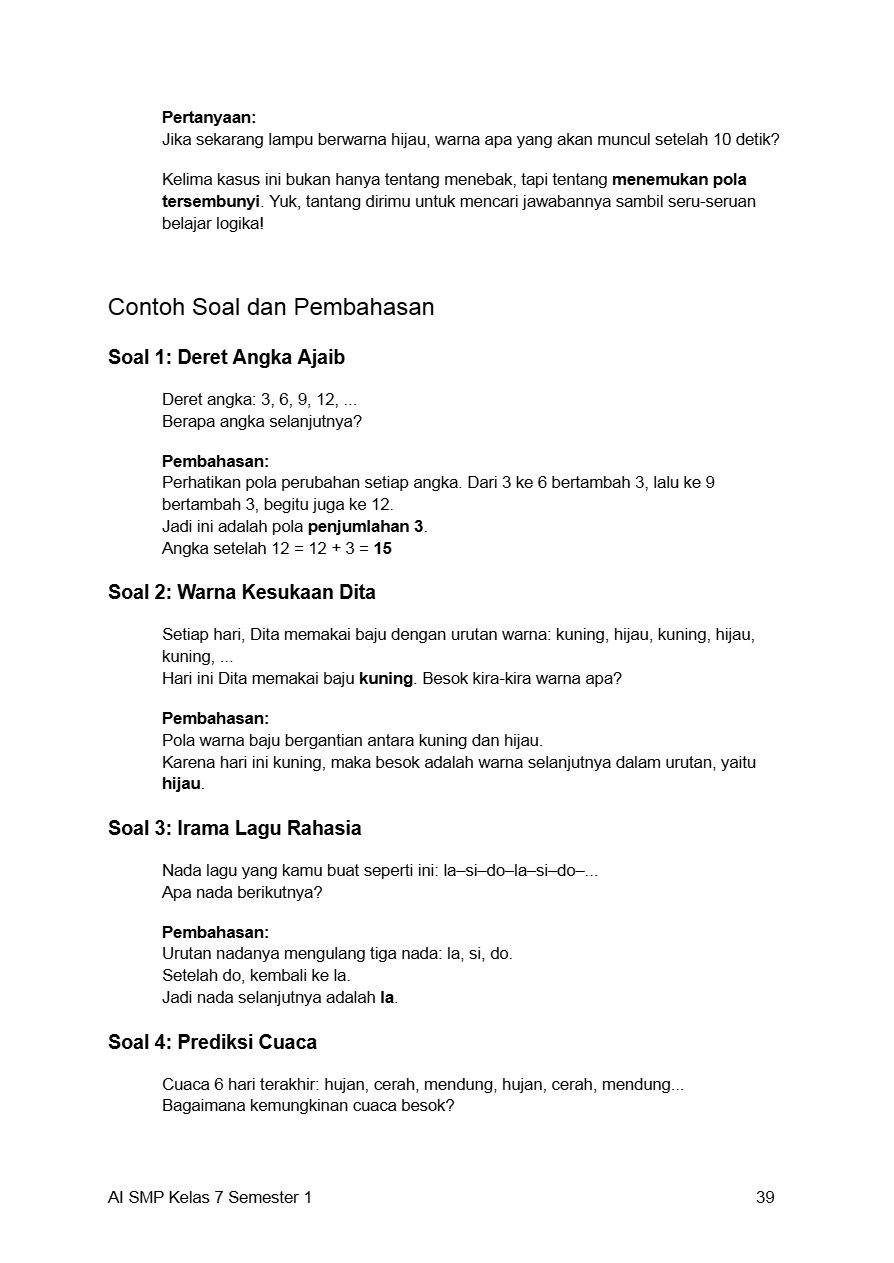 Pertanyaan:
Jika sekarang lampu berwarna hijau, warna apa yang akan muncul setelah 10 detik?
Kelima kasus ini bukan hanya tentang menebak, tapi tentang menemukan pola
tersembunyi. Yuk, tantang dirimu untuk mencari jawabannya sambil seru-seruan
belajar logika!
Contoh Soal dan Pembahasan
Soal 1: Deret Angka Ajaib
Deret angka: 3, 6, 9, 12, ...
Berapa angka selanjutnya?
Pembahasan:
Perhatikan pola perubahan setiap angka. Dari 3 ke 6 bertambah 3, lalu ke 9
bertambah 3, begitu juga ke 12.
Jadi ini adalah pola penjumlahan 3.
Angka setelah 12 = 12 + 3 = 15
Soal 2: Warna Kesukaan Dita
Setiap hari, Dita memakai baju dengan urutan warna: kuning, hijau, kuning, hijau,
kuning, ...
Hari ini Dita memakai baju kuning. Besok kira-kira warna apa?
Pembahasan:
Pola warna baju bergantian antara kuning dan hijau.
Karena hari ini kuning, maka besok adalah warna selanjutnya dalam urutan, yaitu
hijau.
Soal 3: Irama Lagu Rahasia
Nada lagu yang kamu buat seperti ini: la–si–do–la–si–do–...
Apa nada berikutnya?
Pembahasan:
Urutan nadanya mengulang tiga nada: la, si, do.
Setelah do, kembali ke la.
Jadi nada selanjutnya adalah la.
Soal 4: Prediksi Cuaca
Cuaca 6 hari terakhir: hujan, cerah, mendung, hujan, cerah, mendung...
Bagaimana kemungkinan cuaca besok?
AI SMP Kelas 7 Semester 1 39